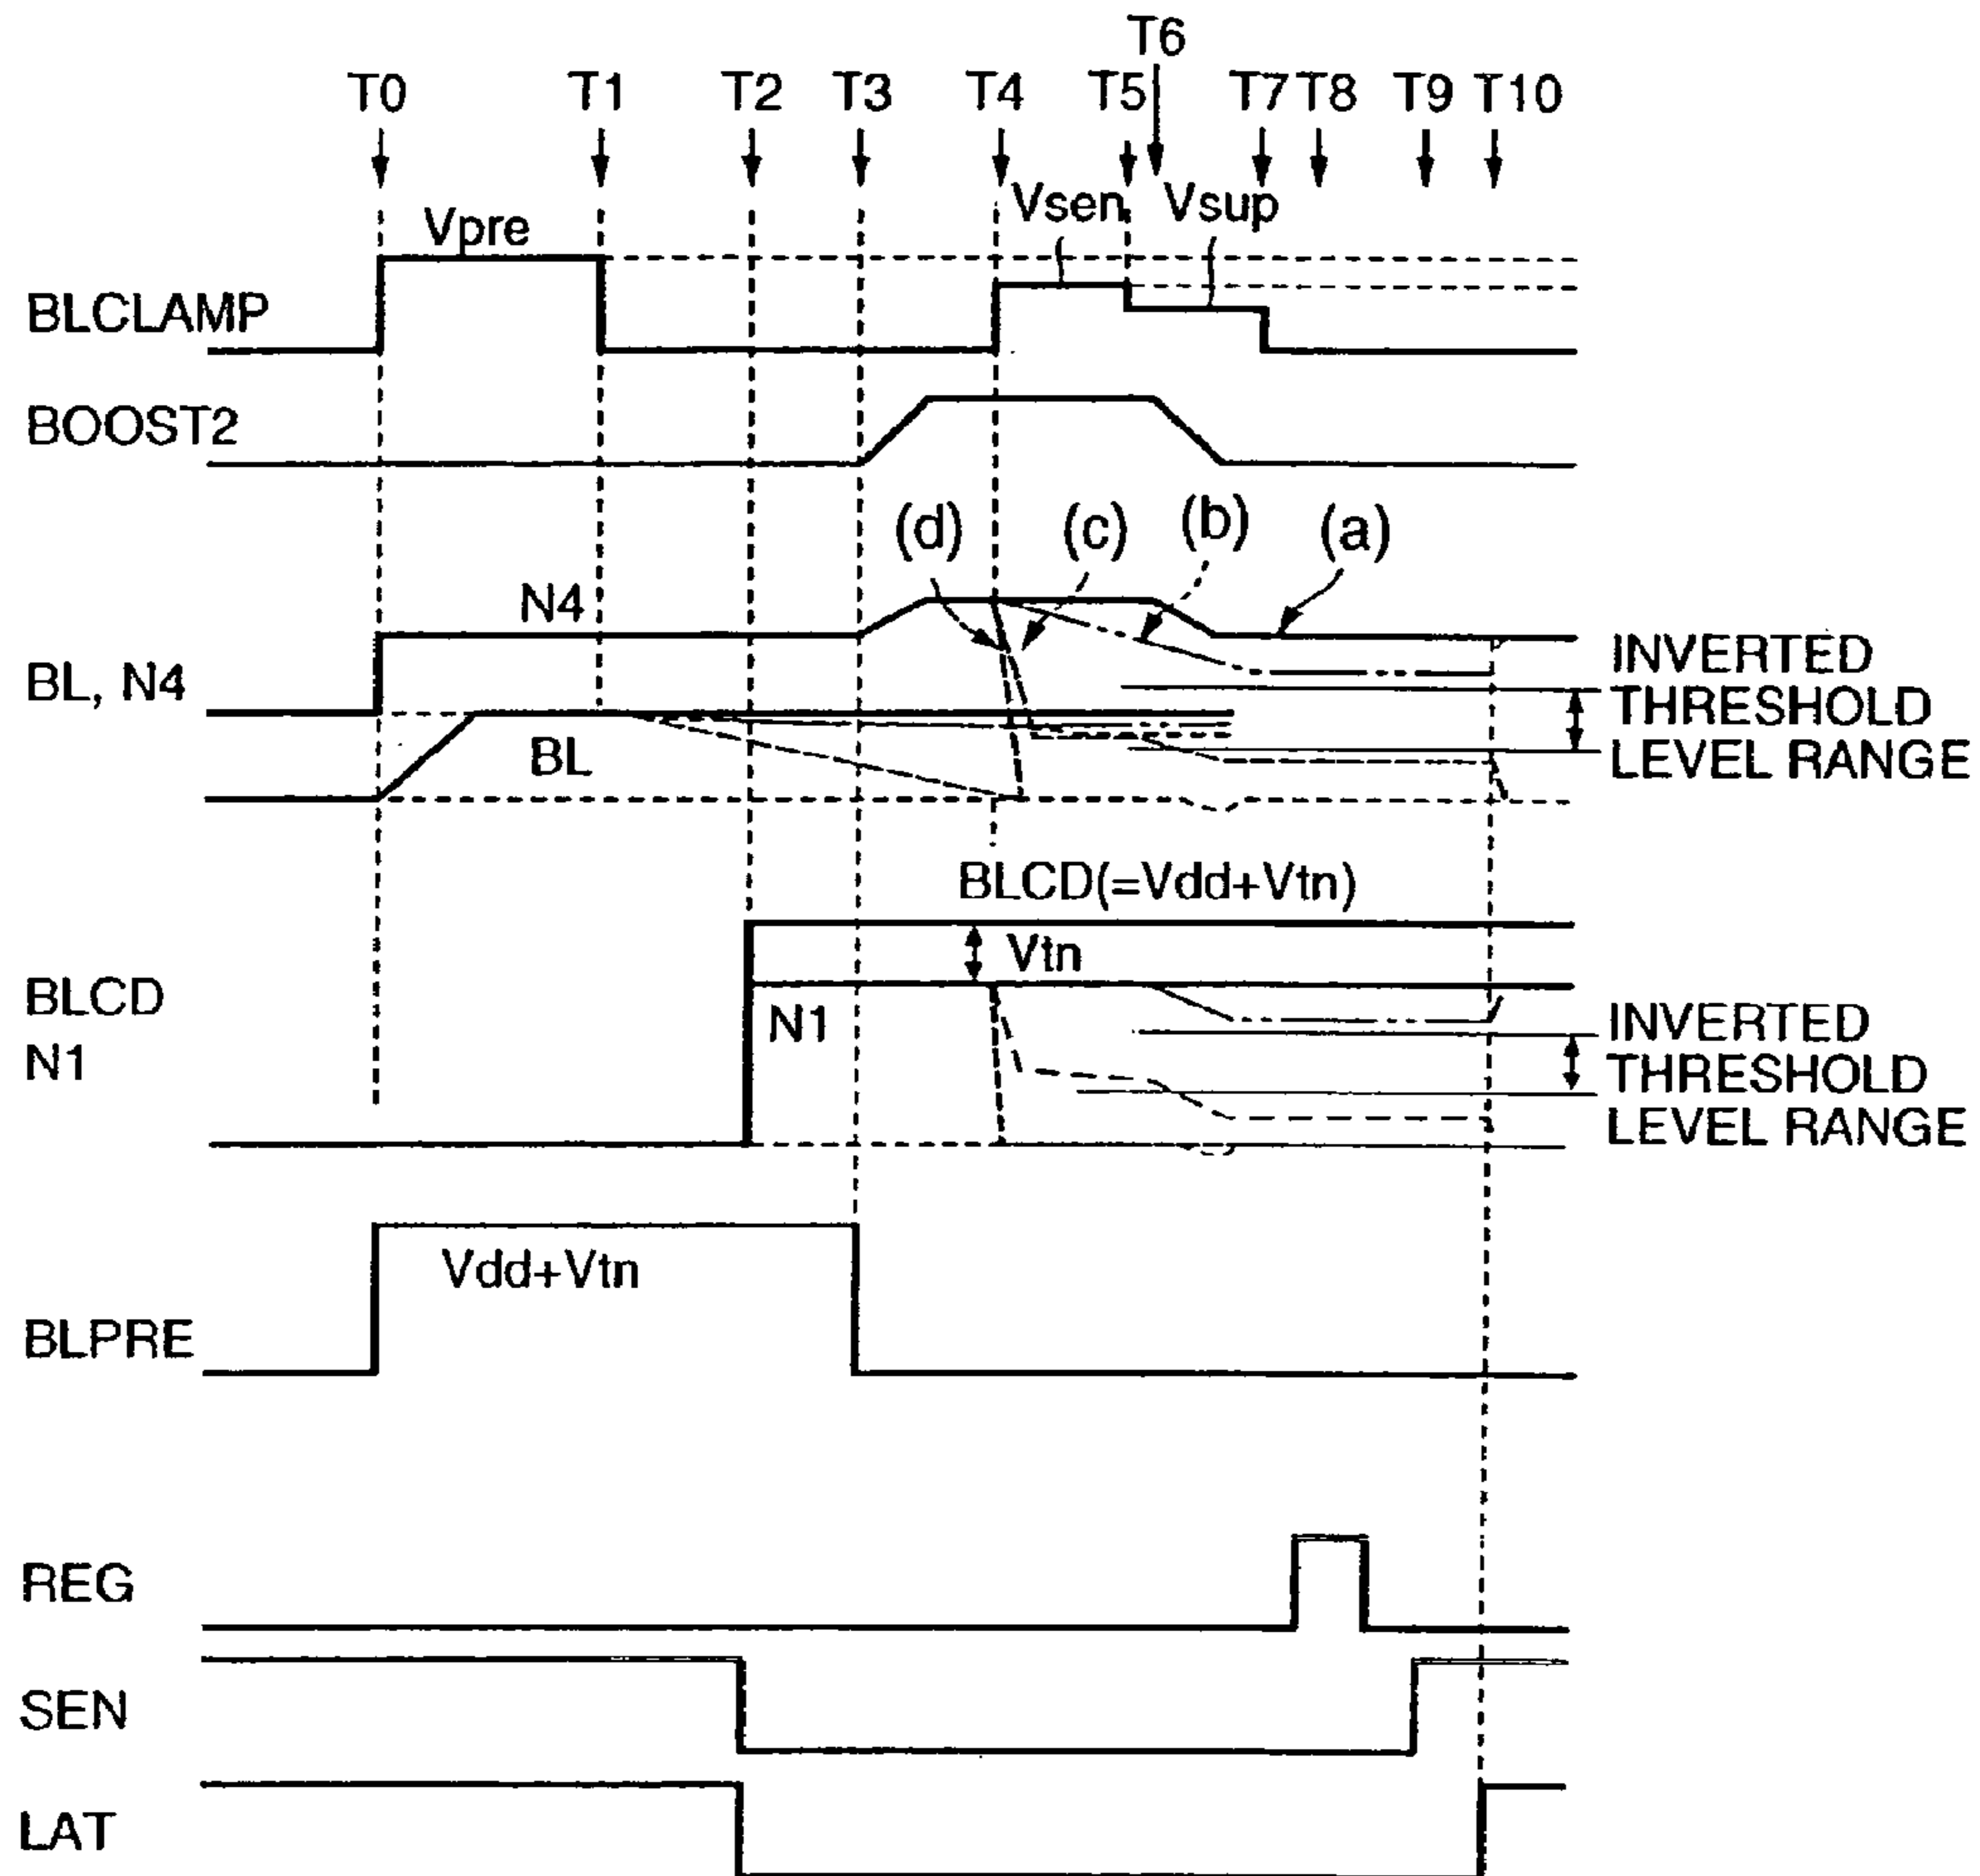 T6
T0 T1 T2 T3 T4 T5 T7 T8 T9 T10
Vpre Vsen Vsup
BLCLAMP
BOOST2
(d) (c) (b) (a)
N4
BL, N4
BL
INVERTED
THRESHOLD
LEVEL RANGE
BLCD(=Vdd+Vtn)
Vtn
BLCD
N1
N1
INVERTED
THRESHOLD
LEVEL RANGE
Vdd+Vtn
BLPRE
REG
SEN
LAT